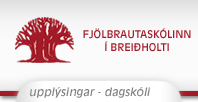 FJÖLBRAUTASKÓLINN
Í BREIÐHOLTI
upplýsingar - dagskóli